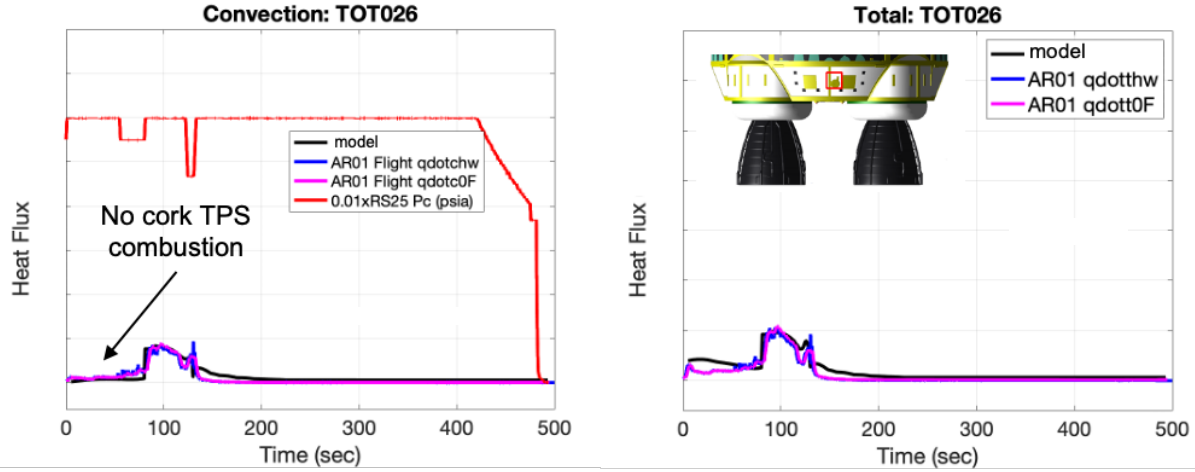 Convection: TOT026
Heat Flux
model
AR01 Flight qdotchw
AR01 Flight qdotc0F
0.01xRS25 Pc (psia)
No cork TPS
combustion
0
100
200
300
400
500
Time (sec)
Total: TOT026
Heat Flux
model
AR01 qdotthw
AR01 qdott0F
0
100
200
300
400
500
Time (sec)